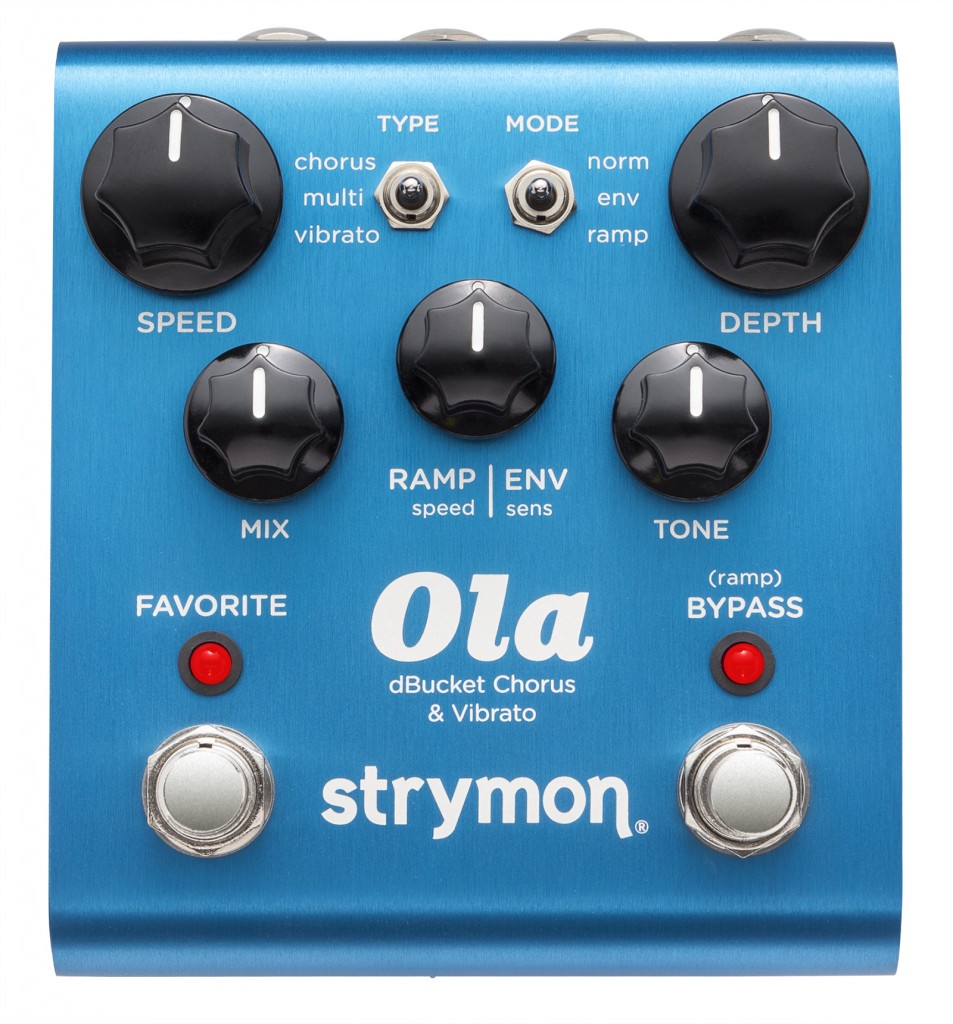 TYPE
chorus
multi
vibrato
MODE
norm
env
ramp
SPEED
DEPTH
RAMP | ENV
speed | sens
MIX
TONE
FAVORITE
(ramp)
BYPASS
Ola
dBucket Chorus
& Vibrato
strymon®